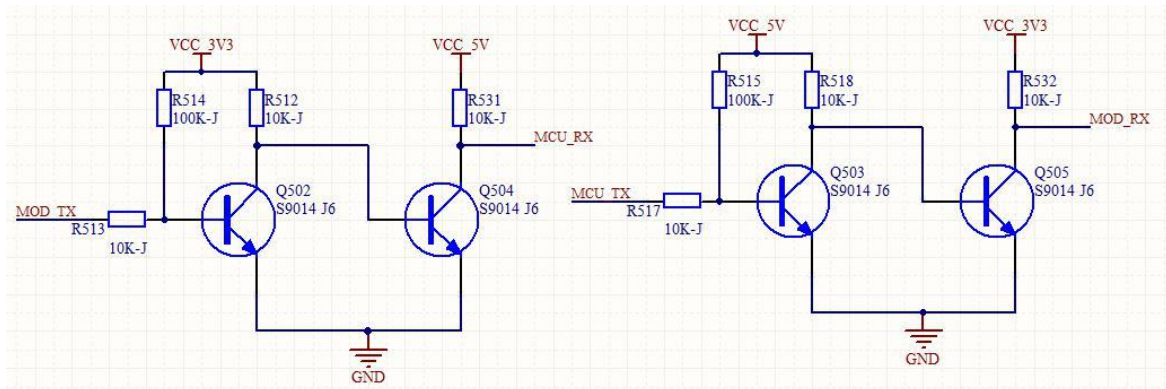 VCC_3V3
VCC_5V
R514
100K-J
R512
10K-J
R531
10K-J
MCU_RX
Q502
S9014 J6
Q504
S9014 J6
MOD_TX
R513
10K-J
GND
VCC_5V
VCC_3V3
R515
100K-J
R518
10K-J
R532
10K-J
MOD_RX
Q503
S9014 J6
Q505
S9014 J6
MCU_TX
R517
10K-J
GND